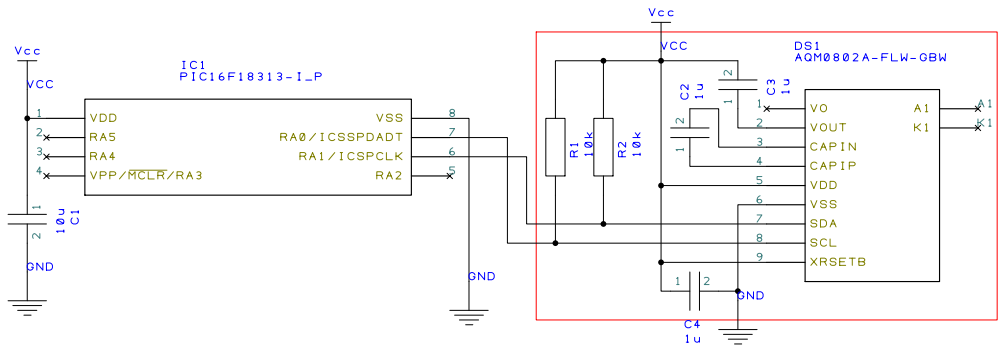 Vcc
VCC
IC1
PIC16F18313-I_P
1
VDD
2
RA5
3
RA4
4
VPP/MCLR/RA3
VSS
8
RA0/ICSSPDADT
7
RA1/ICSPCLK
6
RA2
5
1
2
10u
C1
GND
GND
Vcc
VCC
DS1
AQM0802A-FLW-GBW
R1
10k
R2
10k
C2
1u
2
1
C3
1u
2
1
1
VO
2
VOUT
3
CAPIN
4
CAPIP
5
VDD
6
VSS
7
SDA
8
SCL
9
XRSETB
A1
A1
K1
K1
1
2
GND
C4
1u